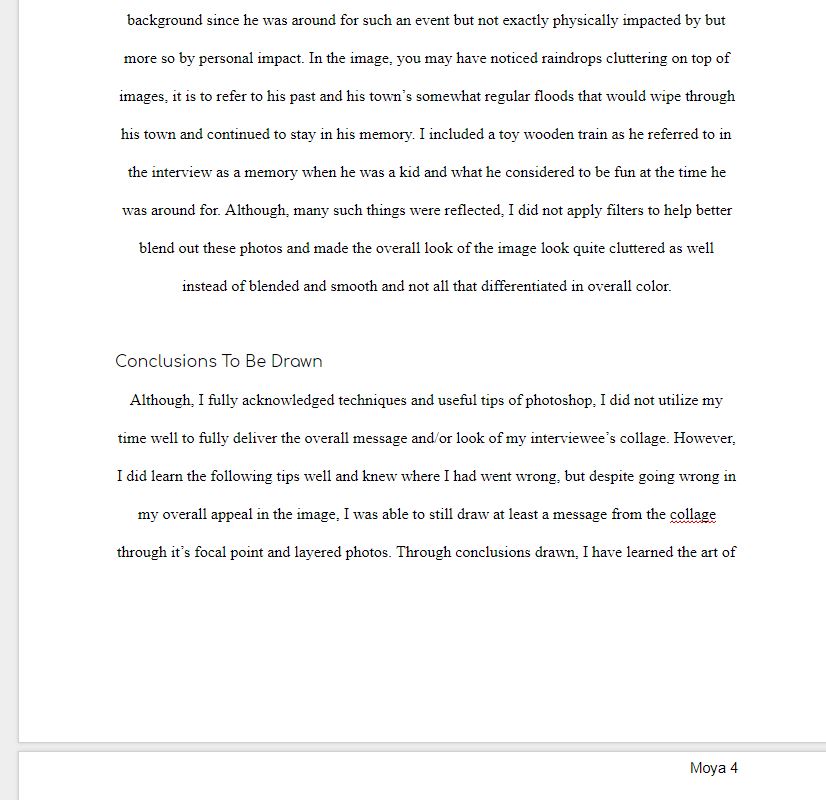 background since he was around for such an event but not exactly physically impacted by but
more so by personal impact. In the image, you may have noticed raindrops cluttering on top of
images, it is to refer to his past and his town's somewhat regular floods that would wipe through
his town and continued to stay in his memory. I included a toy wooden train as he referred to in
the interview as a memory when he was a kid and what he considered to be fun at the time he
was around for. Although, many such things were reflected, I did not apply filters to help better
blend out these photos and made the overall look of the image look quite cluttered as well
instead of blended and smooth and not all that differentiated in overall color.
Conclusions To Be Drawn
Although, I fully acknowledged techniques and useful tips of photoshop, I did not utilize my
time well to fully deliver the overall message and/or look of my interviewee's collage. However,
I did learn the following tips well and knew where I had went wrong, but despite going wrong in
my overall appeal in the image, I was able to still draw at least a message from the collage
through it's focal point and layered photos. Through conclusions drawn, I have learned the art of
Moya 4